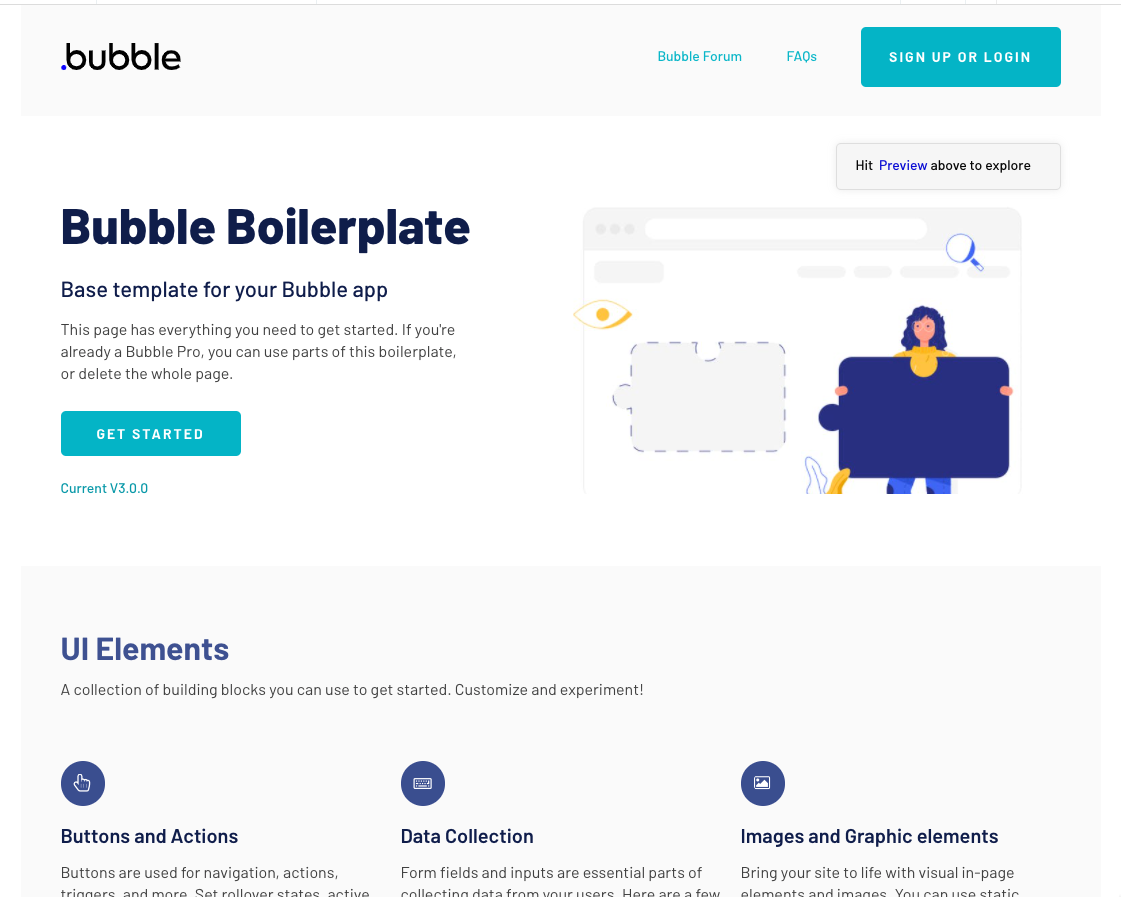 .bubble
Bubble Forum
FAQs
SIGN UP OR LOGIN
Hit Preview above to explore
Bubble Boilerplate
Base template for your Bubble app
This page has everything you need to get started. If you're
already a Bubble Pro, you can use parts of this boilerplate,
or delete the whole page.
GET STARTED
Current V3.0.0
UI Elements
A collection of building blocks you can use to get started. Customize and experiment!
Buttons and Actions
Buttons are used for navigation, actions,
triggers, and more. Set rollover states, active
Data Collection
Form fields and inputs are essential parts of
collecting data from your users. Here are a few
Images and Graphic elements
Bring your site to life with visual in-page
elements and images. You can use static